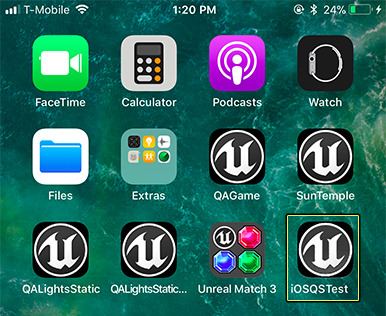 T-Mobile 1:20 PM 24%
FaceTime Calculator Podcasts Watch
Files Extras QAGame SunTemple
QALightsStatic QALightsStatic... Unreal Match 3 iOSQSTest